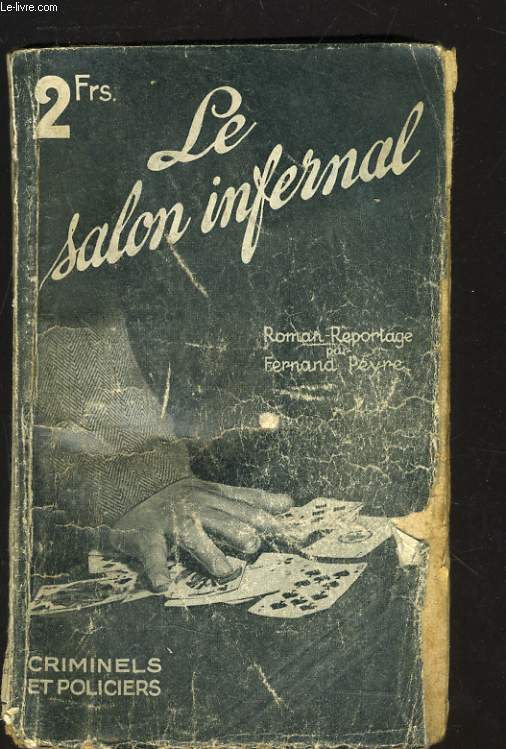 Le-livre.com
2 Frs.
Le
salon infernal
Roman-Reportage
par
Fernand Peyre
CRIMINELS
ET POLICIERS